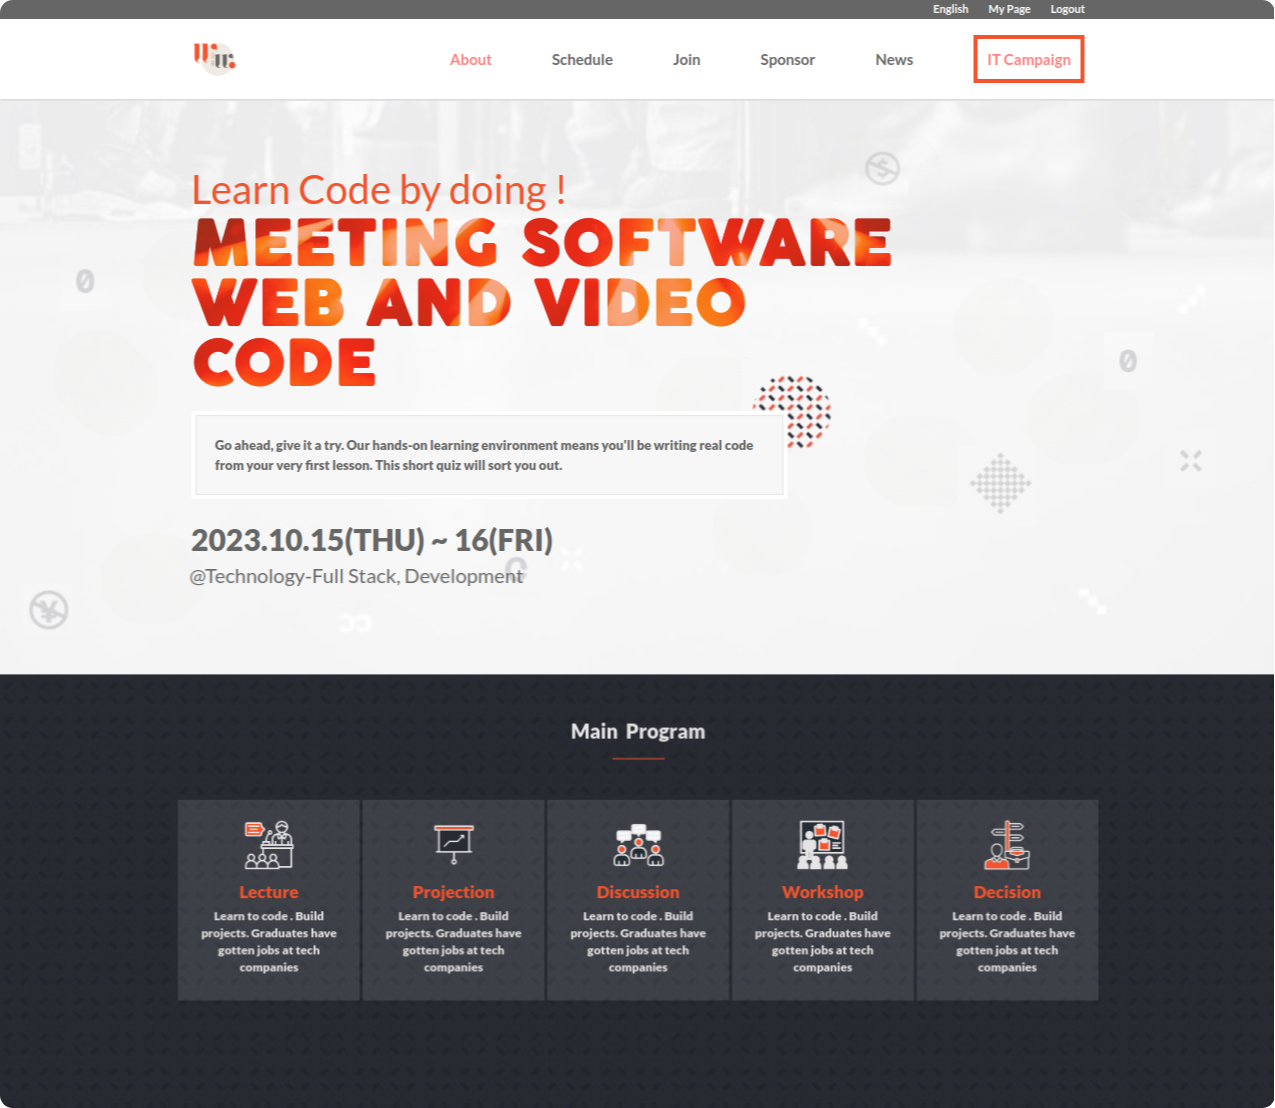 English My Page Logout
About Schedule Join Sponsor News IT Campaign
Learn Code by doing !
MEETING SOFTWARE
WEB AND VIDEO
CODE
Go ahead, give it a try. Our hands-on learning environment means you'll be writing real code
from your very first lesson. This short quiz will sort you out.
2023.10.15(THU) ~ 16(FRI)
@Technology-Full Stack, Development
Main Program
Lecture
Learn to code . Build
projects. Graduates have
gotten jobs at tech
companies
Projection
Learn to code . Build
projects. Graduates have
gotten jobs at tech
companies
Discussion
Learn to code . Build
projects. Graduates have
gotten jobs at tech
companies
Workshop
Learn to code . Build
projects. Graduates have
gotten jobs at tech
companies
Decision
Learn to code . Build
projects. Graduates have
gotten jobs at tech
companies